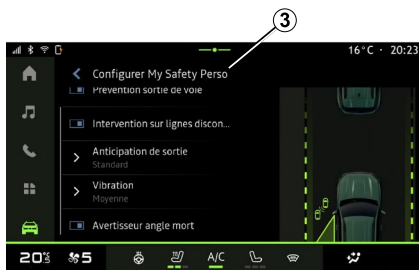 3
16°C · 20:23
Configurer My Safety Perso
Prévention sortie de voie
Intervention sur lignes discon...
Anticipation de sortie
Standard
Vibration
Moyenne
Avertisseur angle mort
20 5 A/C